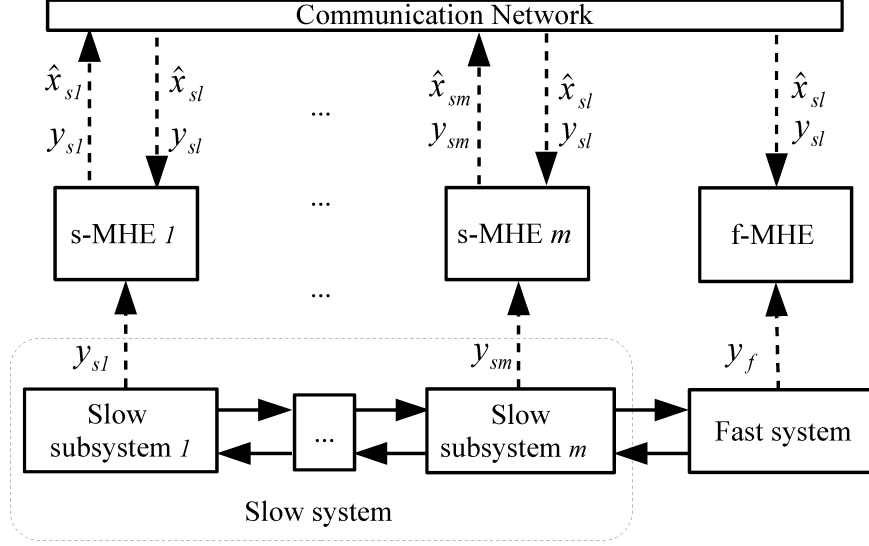 Communication Network
x̂s1 x̂sl ... x̂sm x̂sl x̂sl
ys1 ysl ysm ysl ysl
s-MHE 1 ... s-MHE m f-MHE
...
ys1 ysm yf
Slow subsystem 1 ... Slow subsystem m Fast system
Slow system